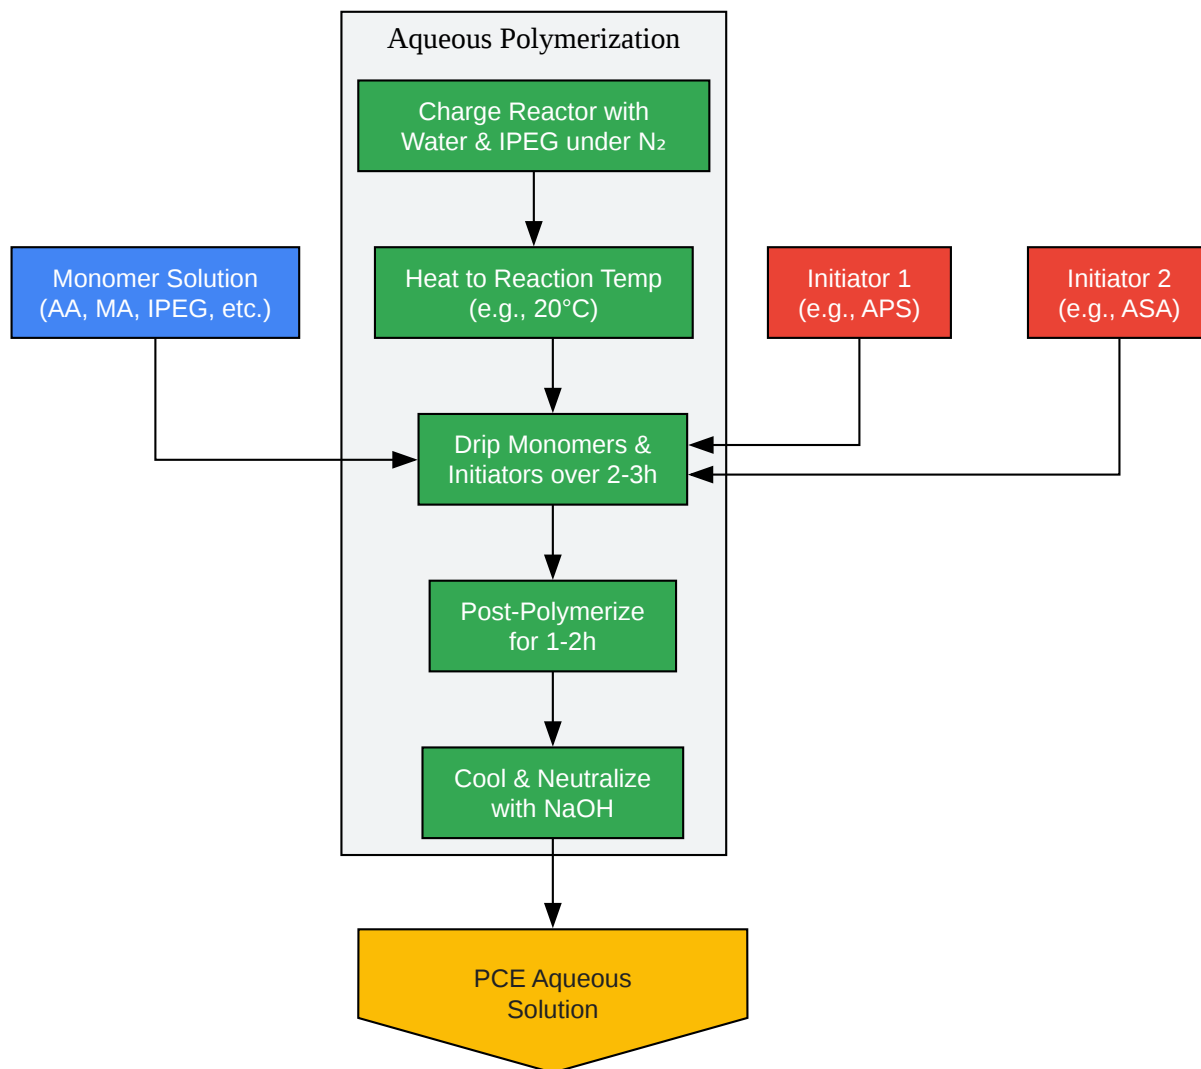 Aqueous Polymerization
Charge Reactor with
Water & IPEG under N₂
Monomer Solution
(AA, MA, IPEG, etc.)
Heat to Reaction Temp
(e.g., 20°C)
Initiator 1
(e.g., APS)
Initiator 2
(e.g., ASA)
Drip Monomers &
Initiators over 2-3h
Post-Polymerize
for 1-2h
Cool & Neutralize
with NaOH
PCE Aqueous
Solution